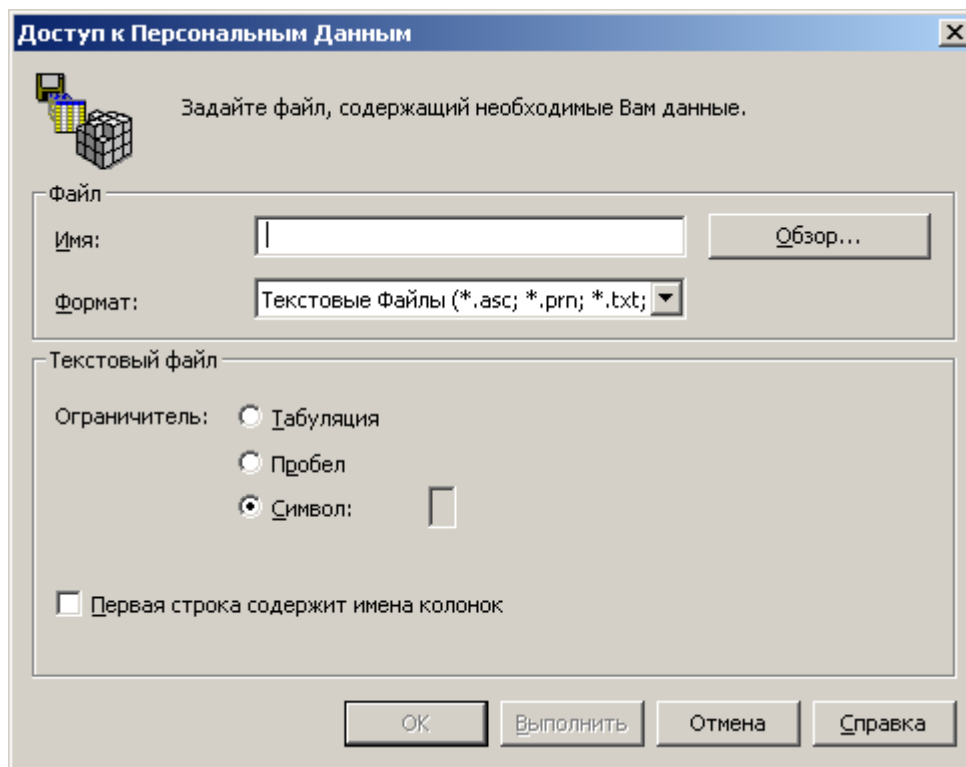 Доступ к Персональным Данным
Задайте файл, содержащий необходимые Вам данные.
Файл
Имя:
Обзор...
Формат:
Текстовые Файлы (*.asc; *.prn; *.txt;
Текстовый файл
Ограничитель:
Табуляция
Пробел
Символ:
Первая строка содержит имена колонок
OK
Выполнить
Отмена
Справка